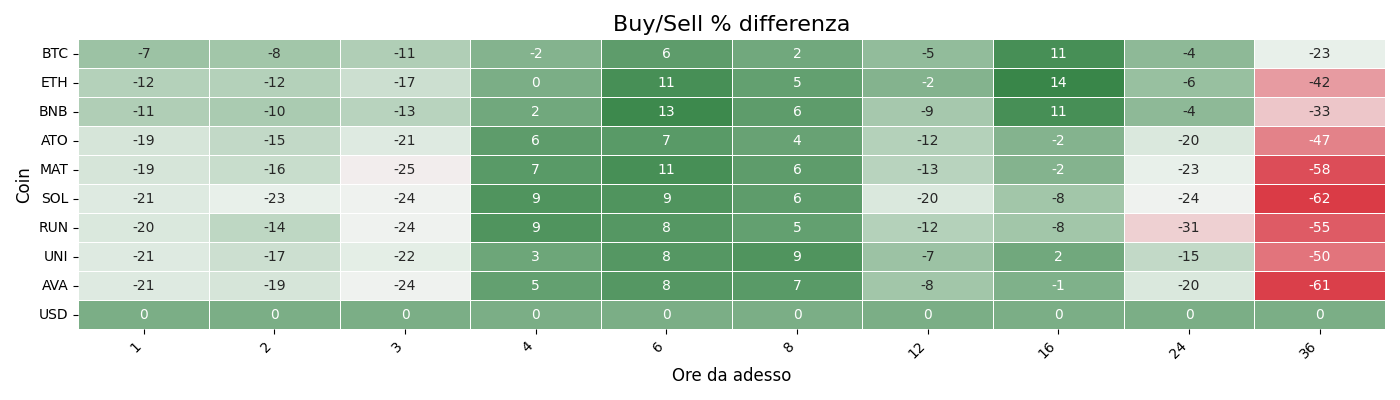 Buy/Sell % differenza
Coin
BTC -7 -8 -11 -2 6 2 -5 11 -4 -23
ETH -12 -12 -17 0 11 5 -2 14 -6 -42
BNB -11 -10 -13 2 13 6 -9 11 -4 -33
ATO -19 -15 -21 6 7 4 -12 -2 -20 -47
MAT -19 -16 -25 7 11 6 -13 -2 -23 -58
SOL -21 -23 -24 9 9 6 -20 -8 -24 -62
RUN -20 -14 -24 9 8 5 -12 -8 -31 -55
UNI -21 -17 -22 3 8 9 -7 2 -15 -50
AVA -21 -19 -24 5 8 7 -8 -1 -20 -61
USD 0 0 0 0 0 0 0 0 0 0
1 2 3 4 6 8 12 16 24 36
Ore da adesso